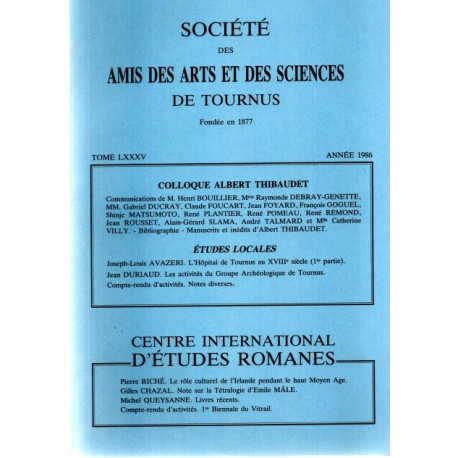 SOCIÉTÉ
DES
AMIS DES ARTS ET DES SCIENCES
DE TOURNUS
Fondée en 1877
TOME LXXXV ANNÉE 1986
COLLOQUE ALBERT THIBAUDET
Communications de M. Henri BOUILLIER, Mme Raymonde DEBRAY-GENETTE,
MM. Gabriel DUCRAY, Claude FOUCART, Jean FOYARD, François GOGUEL,
Shinje MATSUMOTO, René PLANTIER, René POMEAU, René REMOND,
Jean ROUSSET, Alain-Gérard SLAMA, André TALMARD et Mlle Catherine
VILLY. - Bibliographie - Manuscrits et inédits d'Albert THIBAUDET.
ÉTUDES LOCALES
Joseph-Louis AVAZERI. L'Hôpital de Tournus au XVIIIe siècle (1re partie).
Jean DURIAUD. Les activités du Groupe Archéologique de Tournus.
Compte-rendu d'activités. Notes diverses.
CENTRE INTERNATIONAL
D'ÉTUDES ROMANES
Pierre RICHÉ. Le rôle culturel de l'Irlande pendant le haut Moyen Age.
Gilles CHAZAL. Note sur la Tétralogie d'Emile MÂLE.
Michel QUEYSANNE. Livres récents.
Compte-rendu d'activités. 1re Biennale du Vitrail.